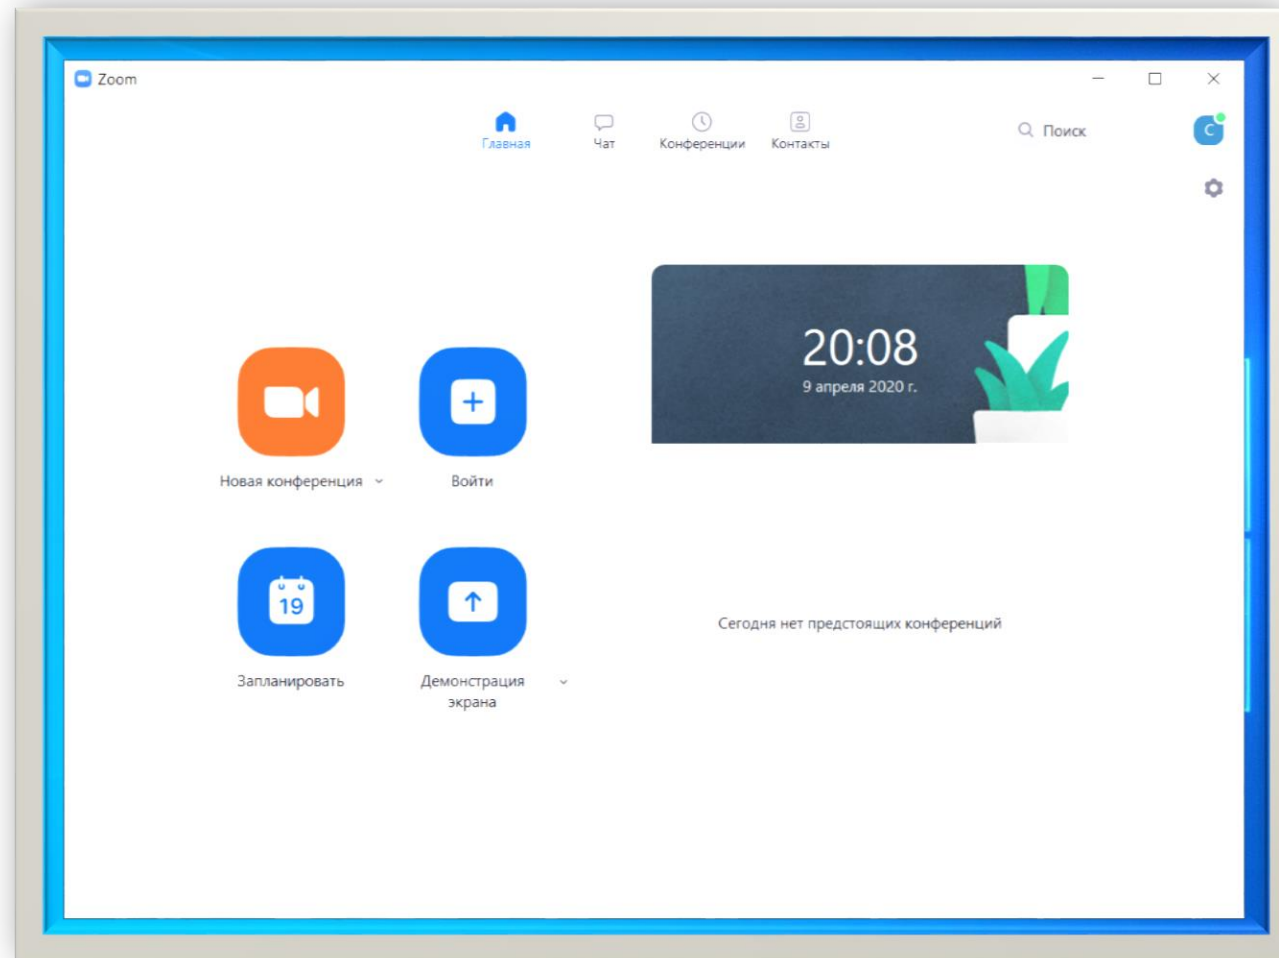 Zoom
Главная
Чат
Конференции
Контакты
Поиск
C
20:08
9 апреля 2020 г.
Новая конференция
Войти
19
Запланировать
Демонстрация
экрана
Сегодня нет предстоящих конференций